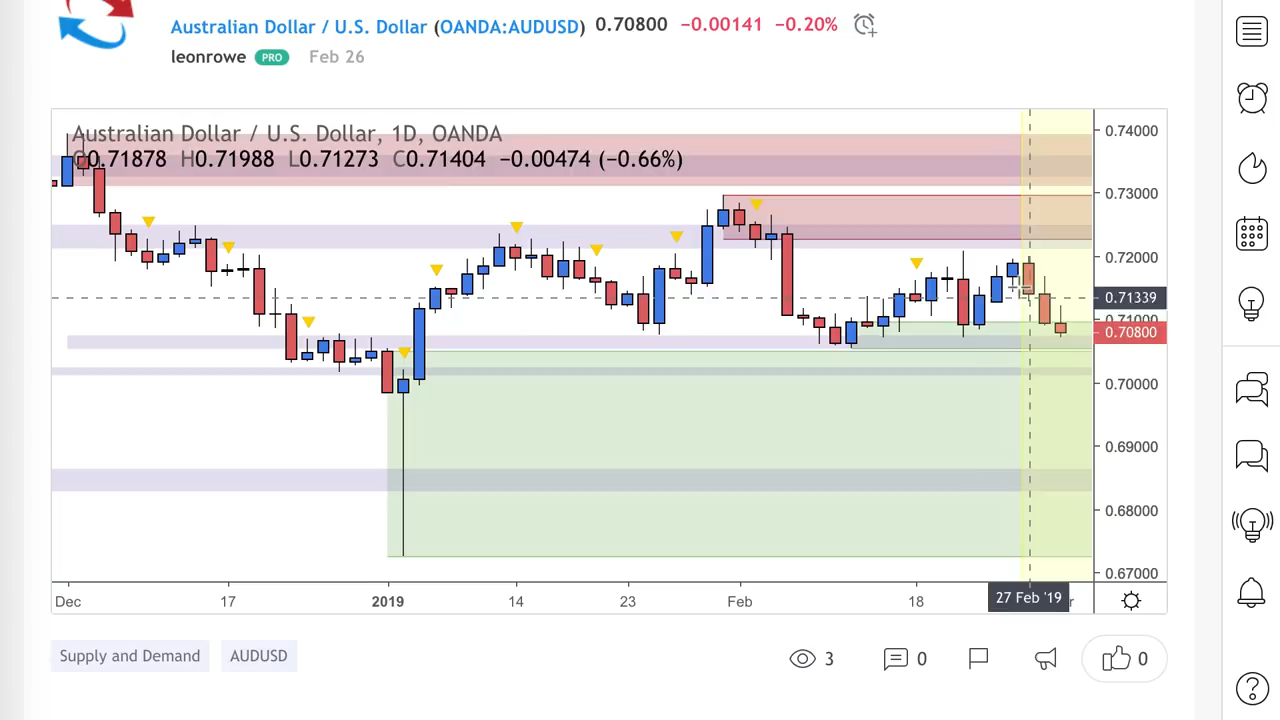 Australian Dollar / U.S. Dollar (OANDA:AUDUSD) 0.70800 −0.00141 −0.20%
leonrowe PRO Feb 26
Australian Dollar / U.S. Dollar, 1D, OANDA
O0.71878 H0.71988 L0.71273 C0.71404 −0.00474 (−0.66%)
0.74000
0.73000
0.72000
0.71339
0.71000
0.70800
0.70000
0.69000
0.68000
0.67000
Dec 17 2019 14 23 Feb 18 27 Feb '19
Supply and Demand AUDUSD 3 0 0